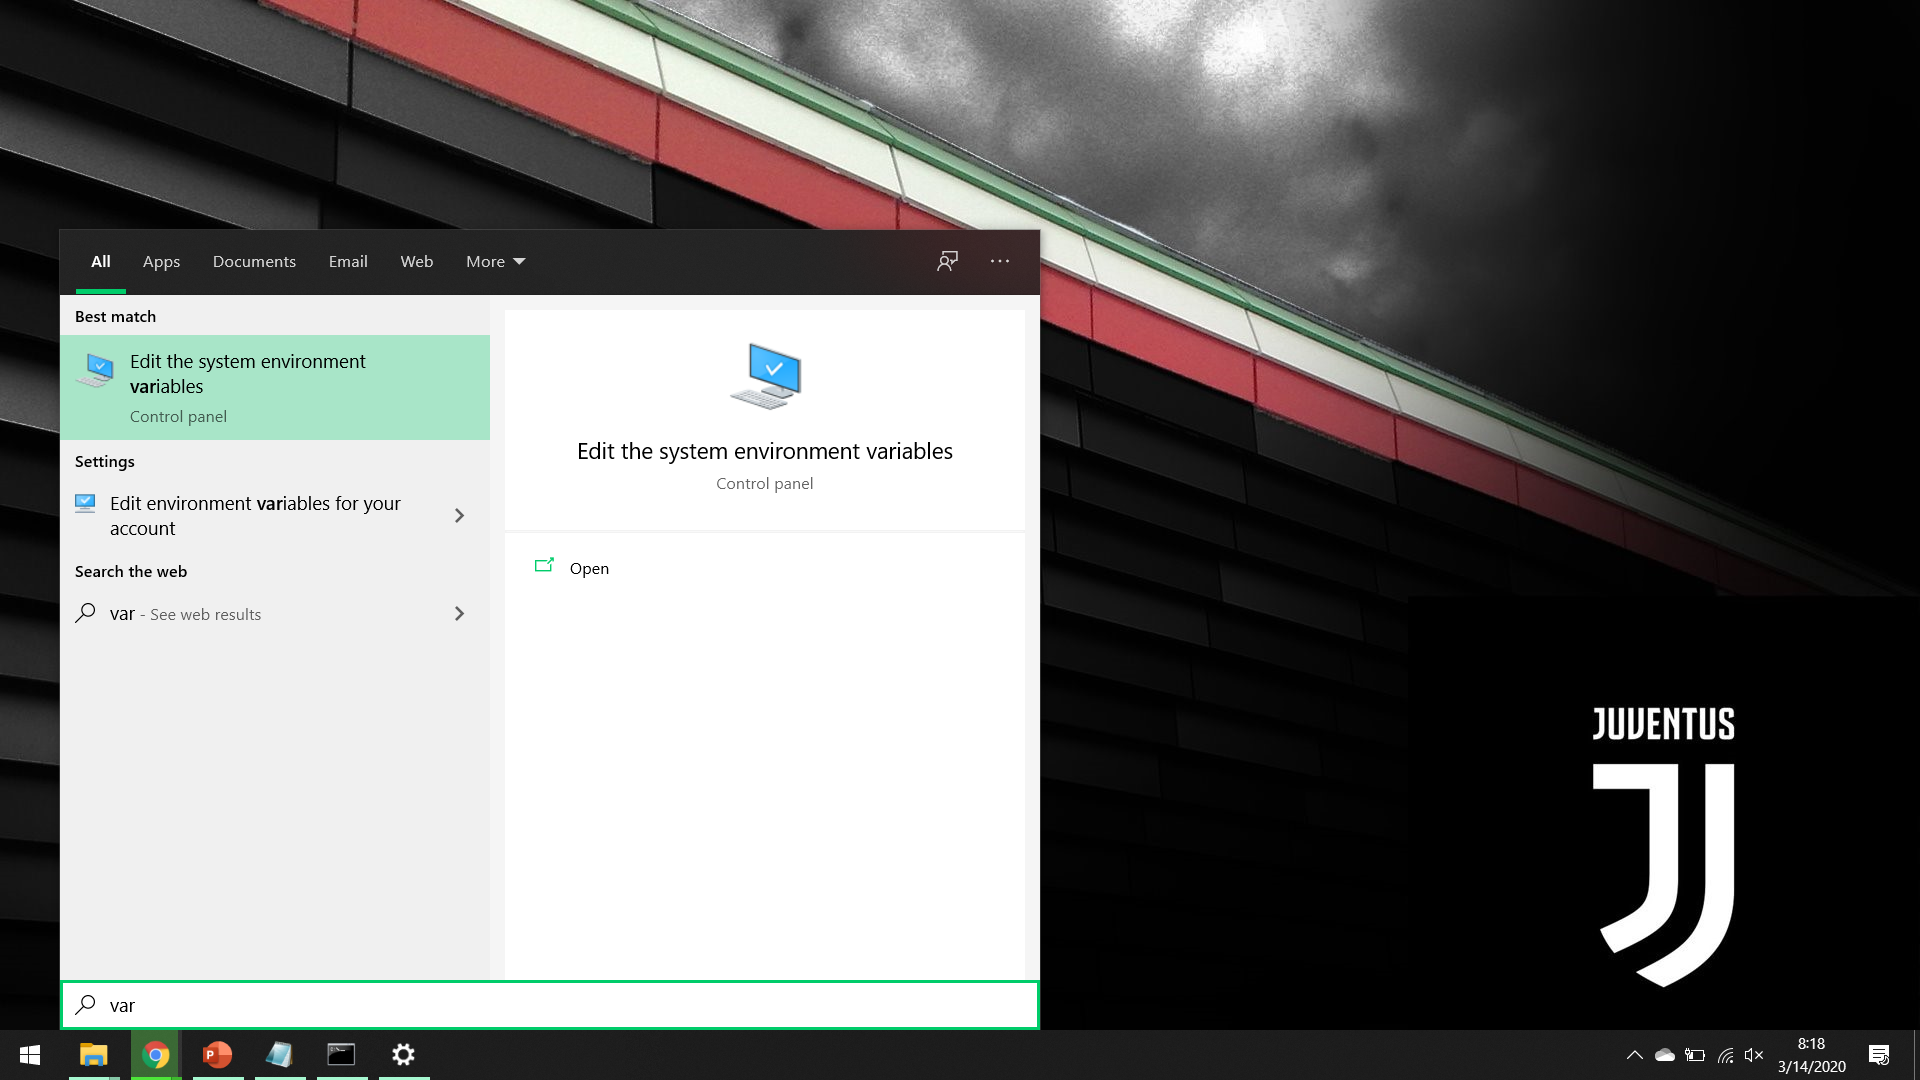 All Apps Documents Email Web More
Best match
Edit the system environment
variables
Control panel
Settings
Edit environment variables for your
account
Search the web
var - See web results
Edit the system environment variables
Control panel
Open
JUVENTUS
var
8:18
3/14/2020